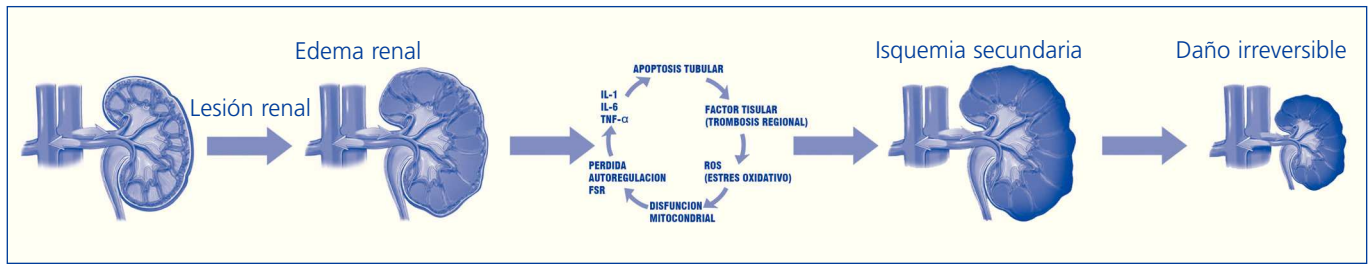 Lesión renal
Edema renal
APOPTOSIS TUBULAR
FACTOR TISULAR
(TROMBOSIS REGIONAL)
ROS
(ESTRES OXIDATIVO)
DISFUNCION
MITOCONDRIAL
PERDIDA
AUTOREGULACION
FSR
IL-1
IL-6
TNF-α
Isquemia secundaria
Daño irreversible